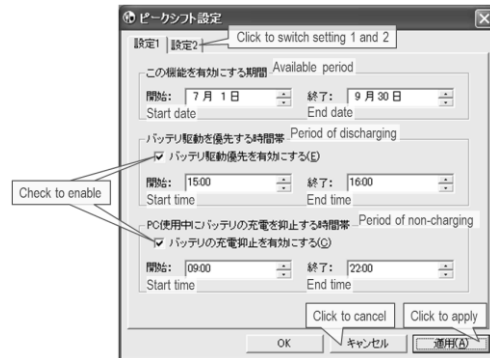 ピークシフト設定
設定1 設定2 Click to switch setting 1 and 2
この機能を有効にする期間 Available period
開始: 7月 1日 終了: 9月30日
Start date End date
バッテリ駆動を優先する時間帯 Period of discharging
バッテリ駆動優先を有効にする(E)
Check to enable
開始: 15:00 終了: 16:00
Start time End time
PC使用中にバッテリの充電を抑止する時間帯 Period of non-charging
バッテリの充電抑止を有効にする(C)
開始: 09:00 終了: 22:00
Start time End time
Click to cancel Click to apply
OK キャンセル 適用(A)